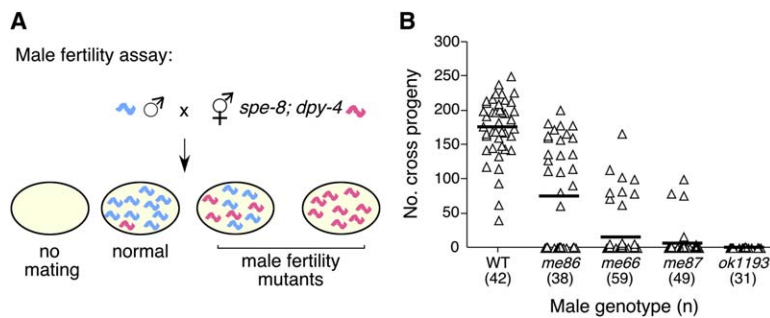 A
Male fertility assay:
♂ x ⚥ spe-8; dpy-4
no mating
normal
male fertility mutants
B
No. cross progeny
300
250
200
150
100
50
0
WT me86 me66 me87 ok1193
(42) (38) (59) (49) (31)
Male genotype (n)